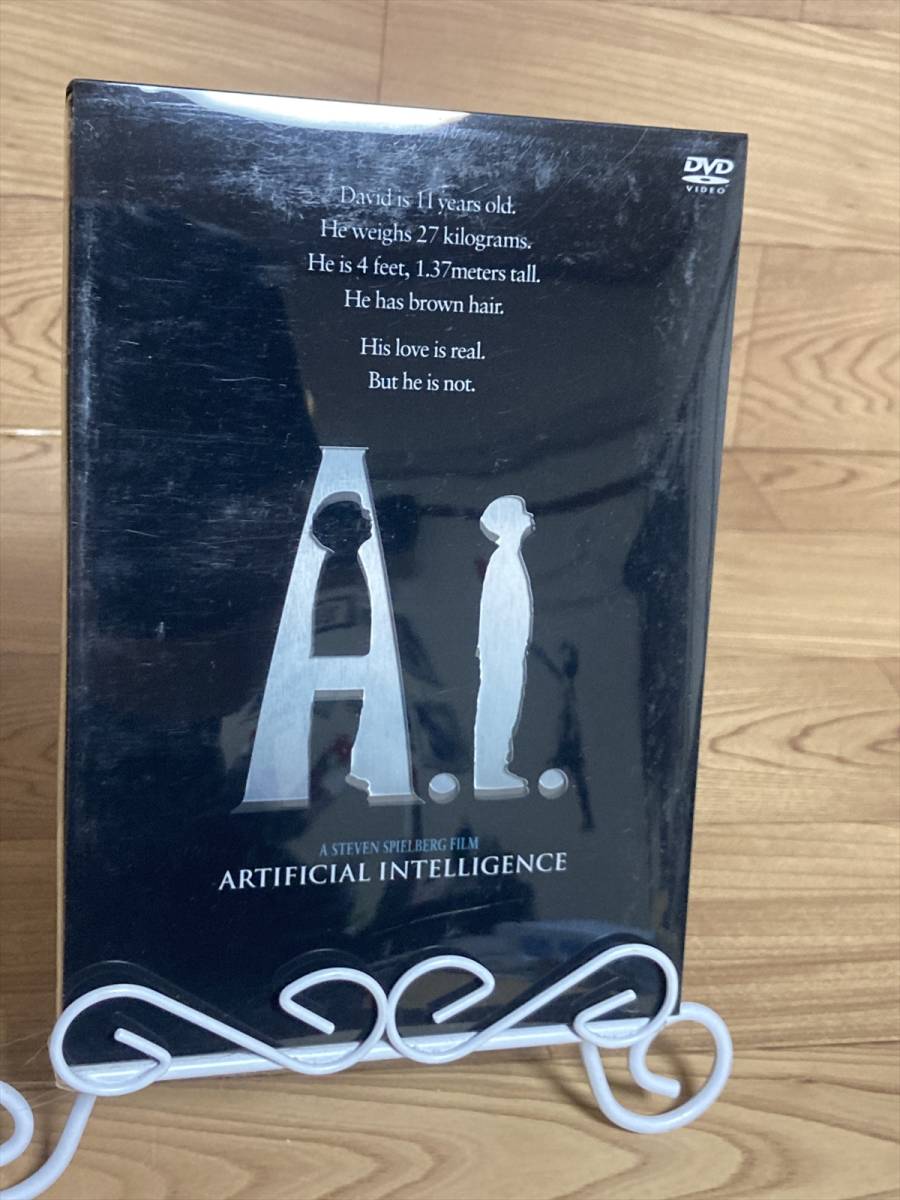 DVD
VIDEO
David is 11 years old.
He weighs 27 kilograms.
He is 4 feet, 1.37meters tall.
He has brown hair.
His love is real.
But he is not.
A.I.
A STEVEN SPIELBERG FILM
ARTIFICIAL INTELLIGENCE